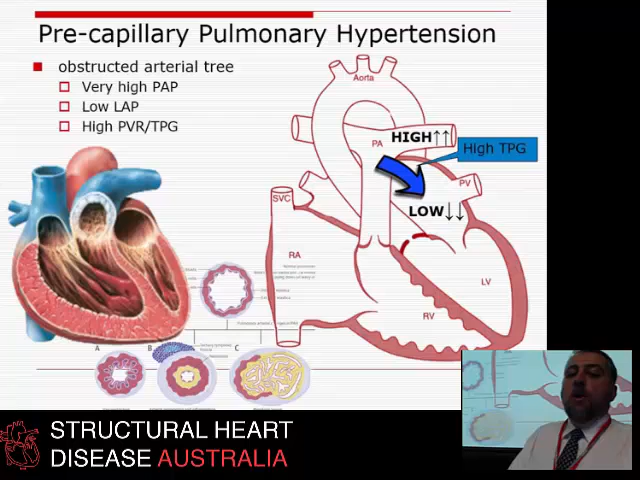 Pre-capillary Pulmonary Hypertension
obstructed arterial tree
Very high PAP
Low LAP
High PVR/TPG
Aorta
PA
HIGH↑↑
High TPG
PV
SVC
LOW↓↓
RA
LV
RV
A
B
C
STRUCTURAL HEART
DISEASE AUSTRALIA